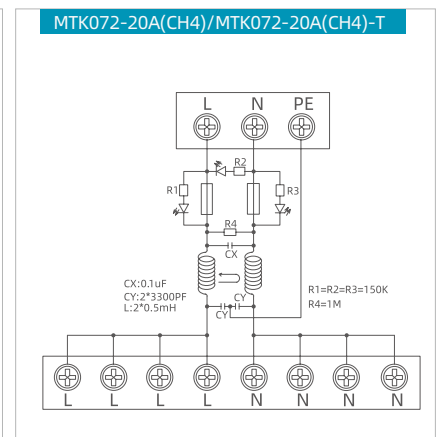 MTK072-20A(CH4)/MTK072-20A(CH4)-T
L N PE
R2
R1 R3
R4
CX
CX:0.1uF
CY:2*3300PF
L:2*0.5mH
R1=R2=R3=150K
R4=1M
CY
CY
L L L L N N N N